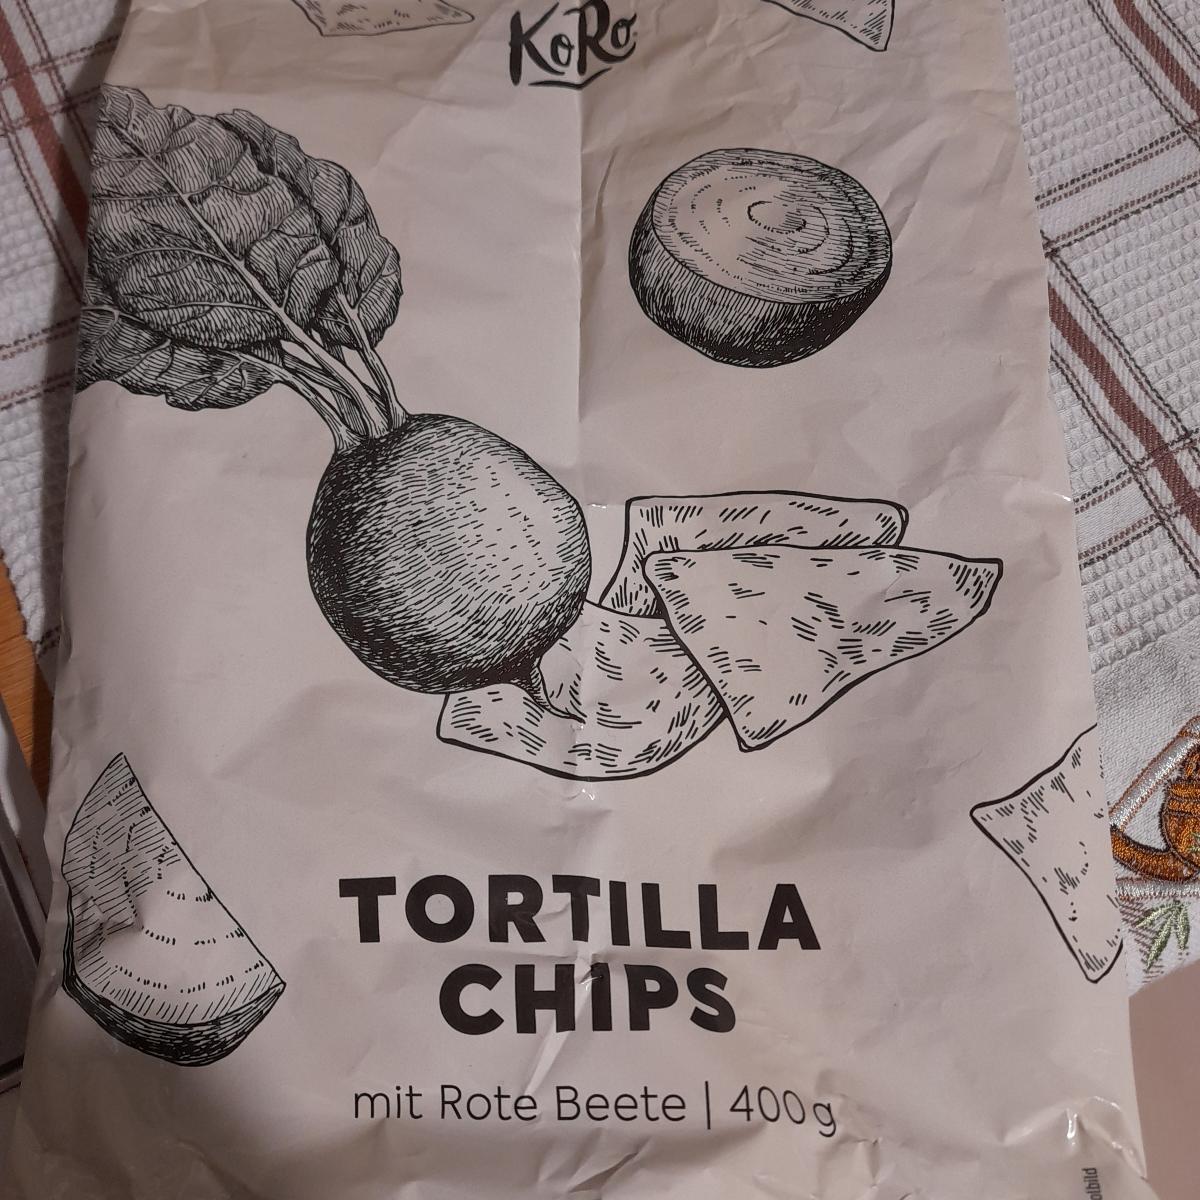 KoRo
TORTILLA
CHIPS
mit Rote Beete | 400g